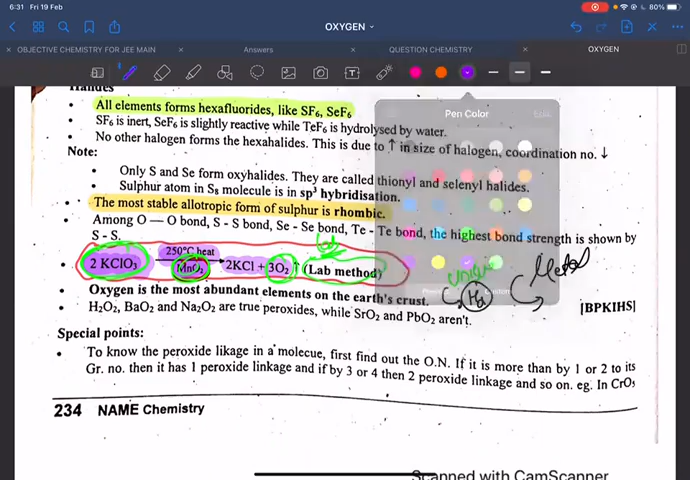 6:31 Fri 19 Feb
80%
OXYGEN
OBJECTIVE CHEMISTRY FOR JEE MAIN
Answers
QUESTION CHEMISTRY
OXYGEN
Pen Color
Edit
Handes
• All elements forms hexafluorides, like SF₆, SeF₆
• SF₆ is inert, SeF₆ is slightly reactive while TeF₆ is hydrolysed by water.
• No other halogen forms the hexahalides. This is due to ↑ in size of halogen, coordination no. ↓
Note:
• Only S and Se form oxyhalides. They are called thionyl and selenyl halides.
• Sulphur atom in S₈ molecule is in sp³ hybridisation.
• The most stable allotropic form of sulphur is rhombic.
• Among O — O bond, S - S bond, Se - Se bond, Te - Te bond, the highest bond strength is shown by
S - S.
• 2 KClO₃ 250°C heat MnO₂ 2KCl + 3O₂ ↑ (Lab method)
Metal
• Oxygen is the most abundant elements on the earth's crust.
H₂
• H₂O₂, BaO₂ and Na₂O₂ are true peroxides, while SrO₂ and PbO₂ aren't.
[BPKIHS]
Special points:
• To know the peroxide likage in a molecue, first find out the O.N. If it is more than by 1 or 2 to its
Gr. no. then it has 1 peroxide linkage and if by 3 or 4 then 2 peroxide linkage and so on. eg. In CrO₅
234 NAME Chemistry
Scanned with CamScanner